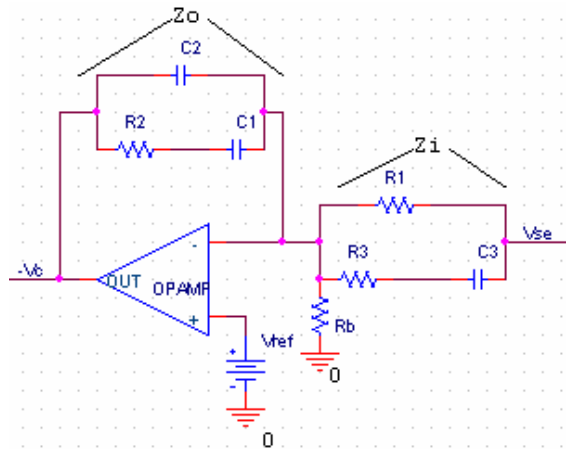 Zo
C2
R2
C1
Zi
R1
Vse
R3
C3
-
-Vc
OUT
OPAMP
+
Vref
+
-
Rb
0
0